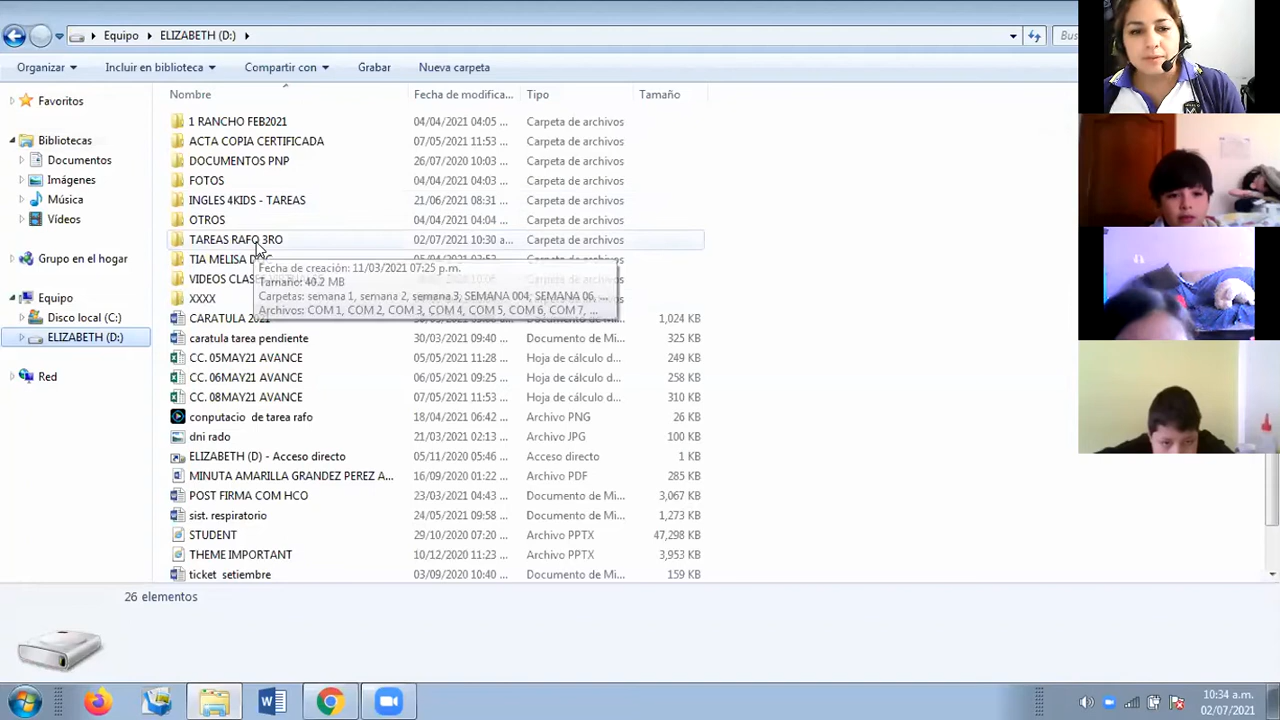 Equipo ELIZABETH (D:)
Organizar Incluir en biblioteca Compartir con Grabar Nueva carpeta
Nombre Fecha de modifica... Tipo Tamaño
Favoritos
Bibliotecas
Documentos
Imágenes
Música
Vídeos
Grupo en el hogar
Equipo
Disco local (C:)
ELIZABETH (D:)
Red
1 RANCHO FEB2021 04/04/2021 04:05 ... Carpeta de archivos
ACTA COPIA CERTIFICADA 07/05/2021 11:53 ... Carpeta de archivos
DOCUMENTOS PNP 26/07/2020 10:03 ... Carpeta de archivos
FOTOS 04/04/2021 04:03 ... Carpeta de archivos
INGLES 4KIDS - TAREAS 21/06/2021 08:31 ... Carpeta de archivos
OTROS 04/04/2021 04:04 ... Carpeta de archivos
TAREAS RAFO 3RO 02/07/2021 10:30 a... Carpeta de archivos
TIA MELISA
VIDEOS
XXXX
Fecha de creación: 11/03/2021 07:25 p.m.
Tamaño: 40.2 MB
Carpetas: semana 1, semana 2, semana 3, SEMANA 004, SEMANA 06, ...
Archivos: COM 1, COM 2, COM 3, COM 4, COM 5, COM 6, COM 7, ...
CARATULA 1,024 KB
caratula tarea pendiente 30/03/2021 09:40 ... Documento de Mi... 325 KB
CC. 05MAY21 AVANCE 05/05/2021 11:28 ... Hoja de cálculo d... 249 KB
CC. 06MAY21 AVANCE 06/05/2021 09:25 ... Hoja de cálculo d... 258 KB
CC. 08MAY21 AVANCE 07/05/2021 11:53 ... Hoja de cálculo d... 310 KB
conputacio de tarea rafo 18/04/2021 06:42 ... Archivo PNG 26 KB
dni rado 21/03/2021 02:13 ... Archivo JPG 100 KB
ELIZABETH (D) - Acceso directo 05/11/2020 05:46 ... Acceso directo 1 KB
MINUTA AMARILLA GRANDEZ PEREZ A... 16/09/2020 01:22 ... Archivo PDF 285 KB
POST FIRMA COM HCO 23/03/2021 04:43 ... Documento de Mi... 3,067 KB
sist. respiratorio 24/05/2021 09:58 ... Documento de Mi... 1,273 KB
STUDENT 29/10/2020 07:20 ... Archivo PPTX 47,298 KB
THEME IMPORTANT 10/12/2020 11:23 ... Archivo PPTX 3,953 KB
ticket setiembre 03/09/2020 10:40 ... Documento de Mi... 159 KB
26 elementos
10:34 a.m.
02/07/2021